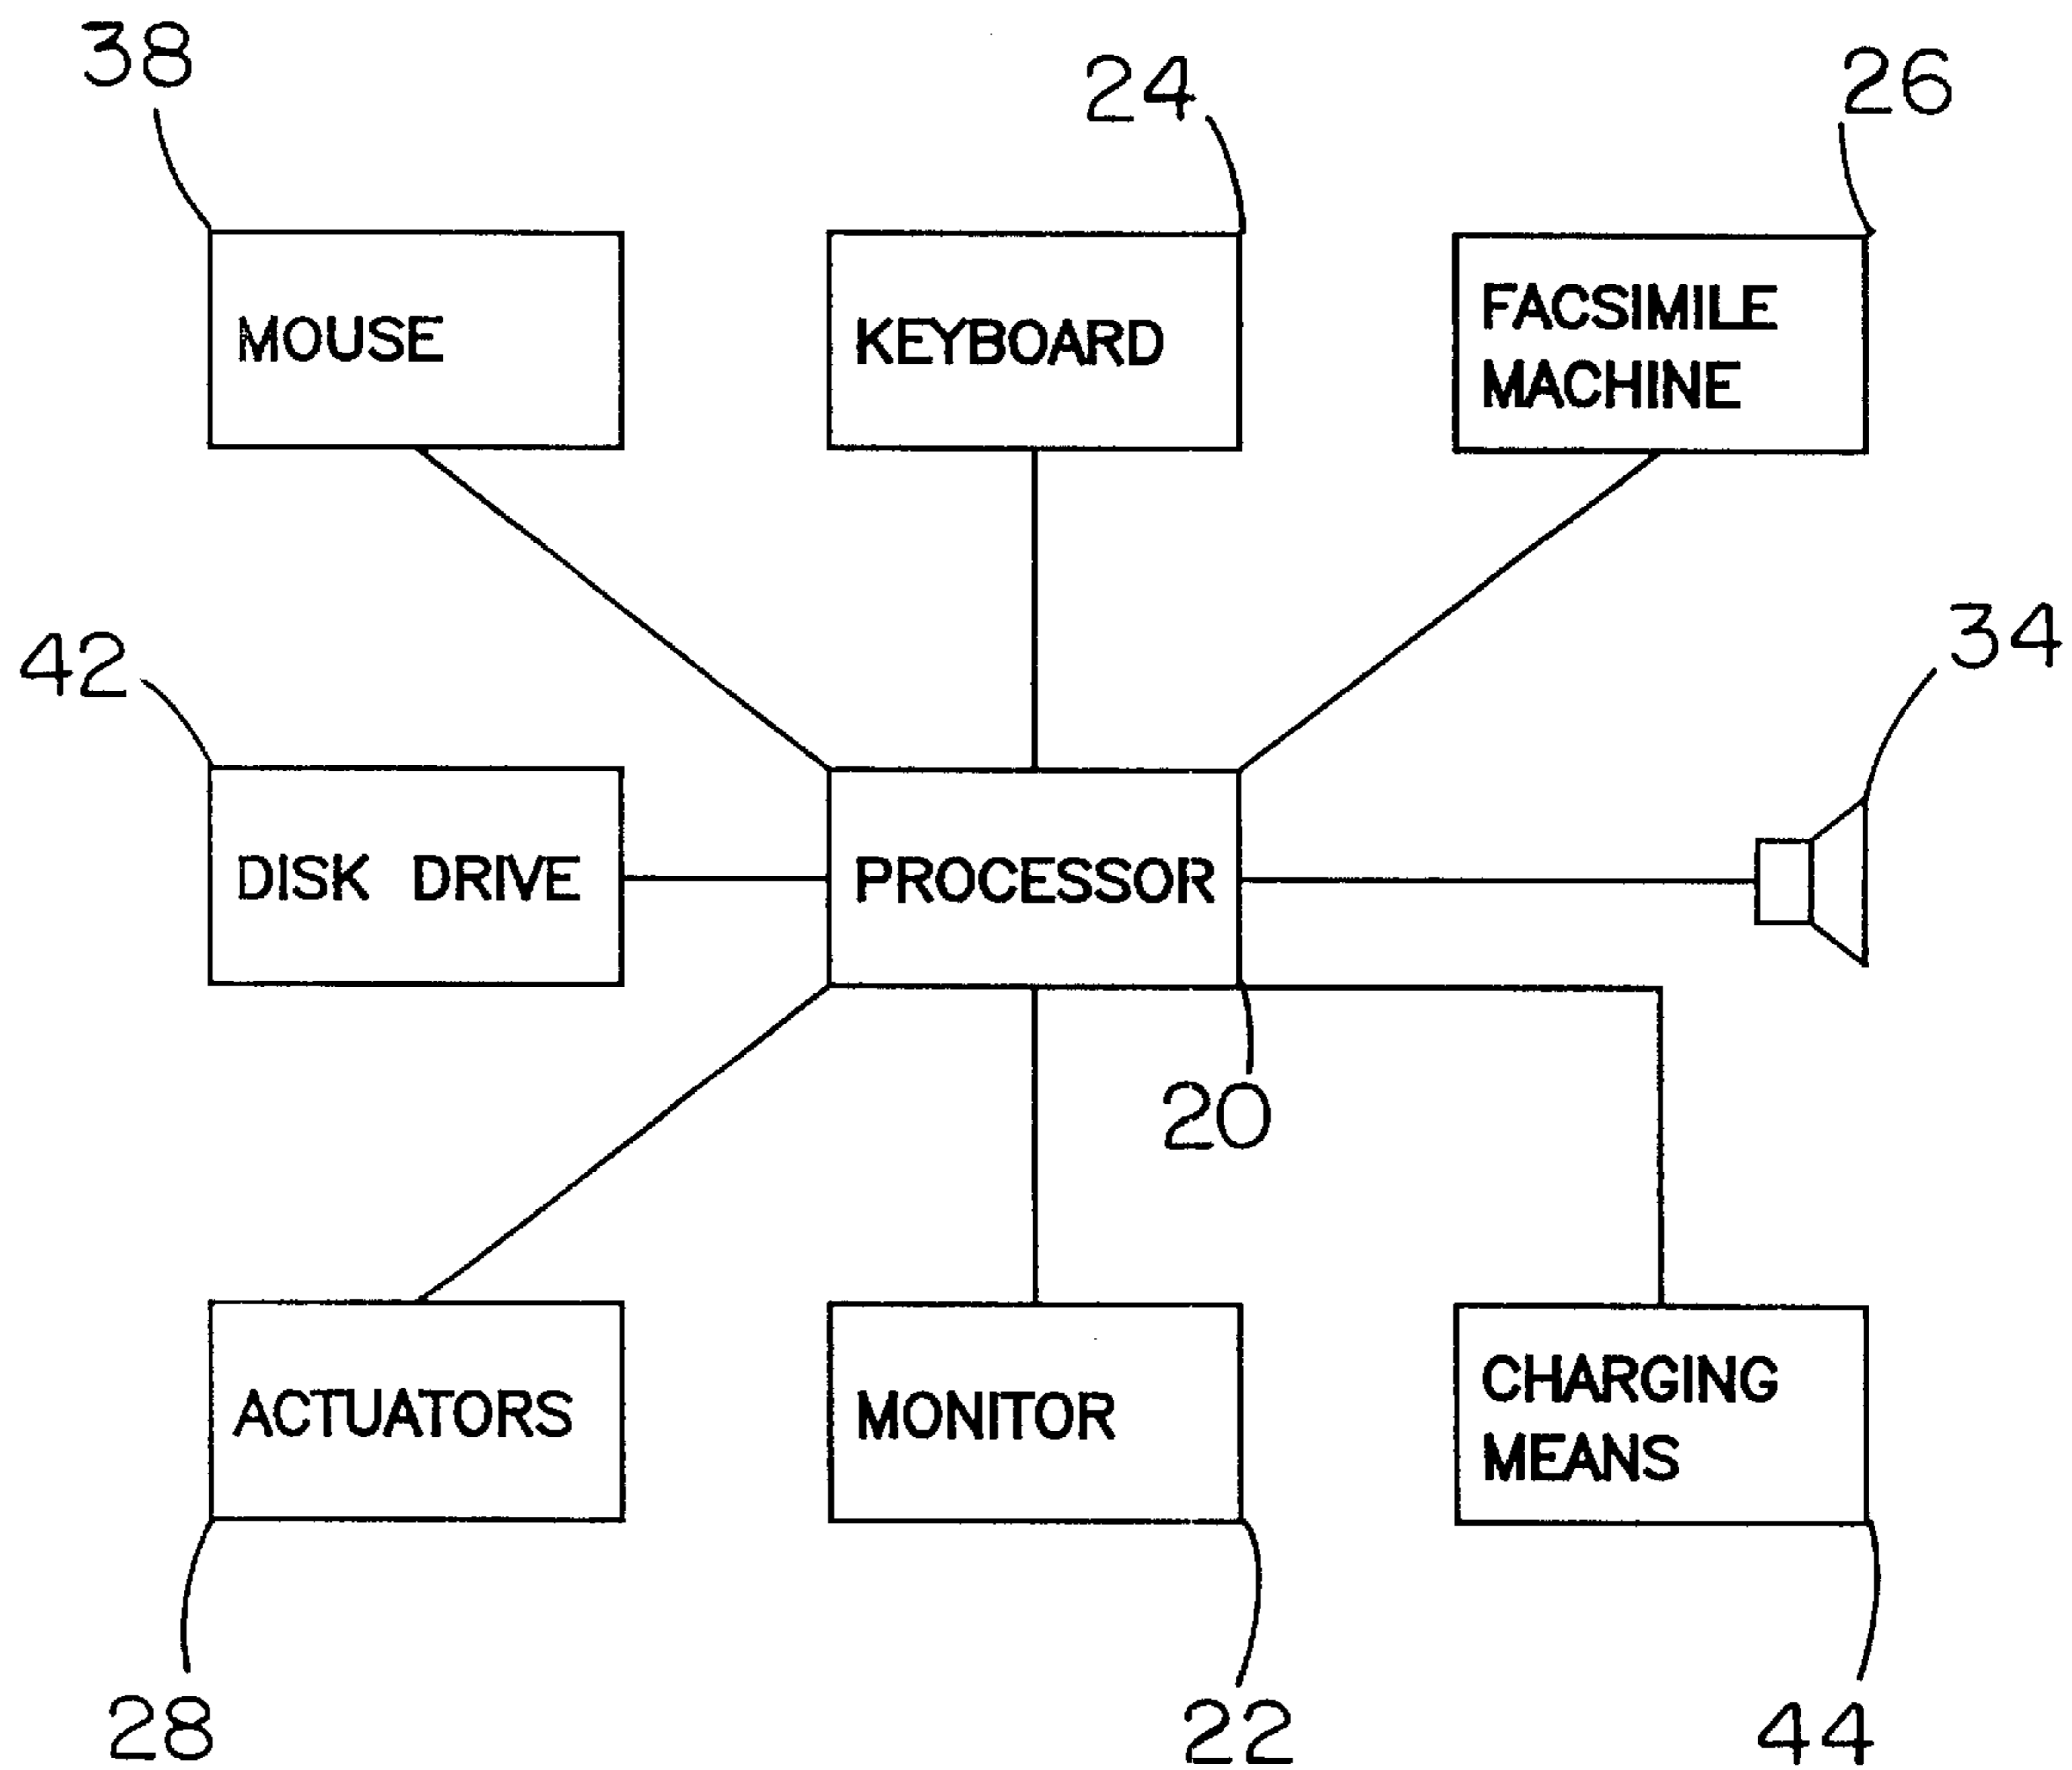 38
24
26
MOUSE
KEYBOARD
FACSIMILE
MACHINE
42
34
DISK DRIVE
PROCESSOR
20
ACTUATORS
MONITOR
CHARGING
MEANS
28
22
44